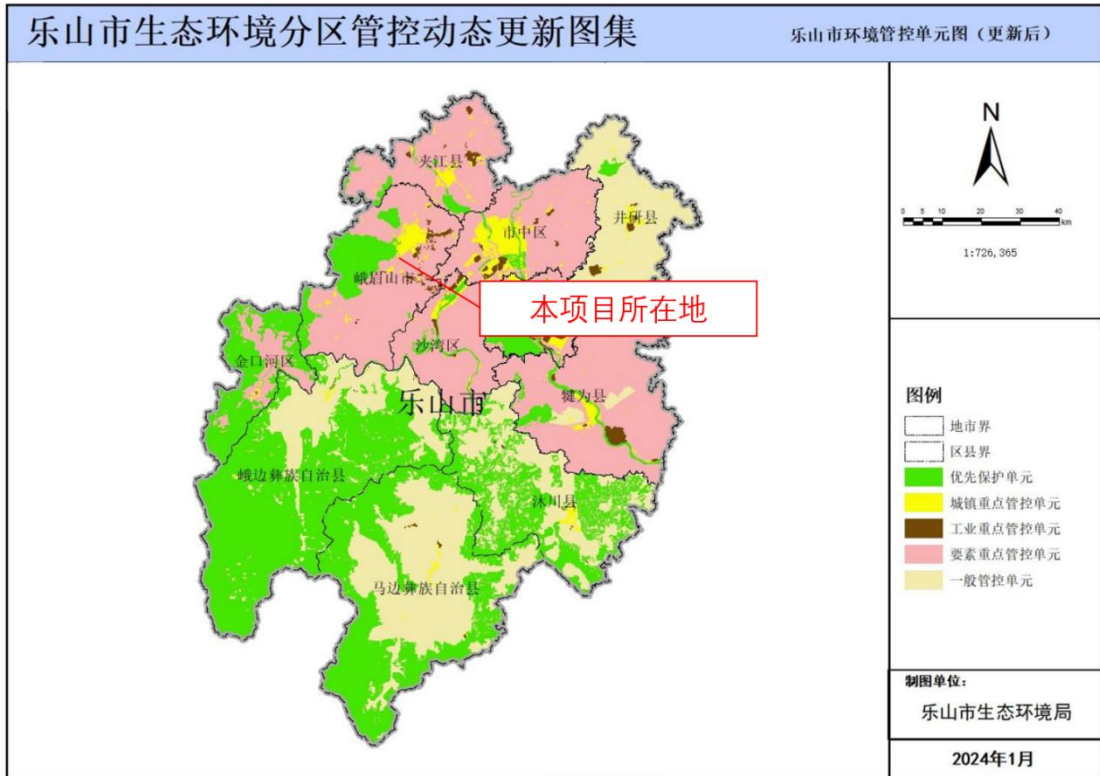 乐山市生态环境分区管控动态更新图集
乐山市环境管控单元图（更新后）
N
0 5 10 20 30 40
km
1:726,365
夹江县
井研县
市中区
峨眉山市
本项目所在地
沙湾区
金口河区
乐山市
犍为县
峨边彝族自治县
沐川县
马边彝族自治县
图例
地市界
区县界
优先保护单元
城镇重点管控单元
工业重点管控单元
要素重点管控单元
一般管控单元
制图单位：
乐山市生态环境局
2024年1月